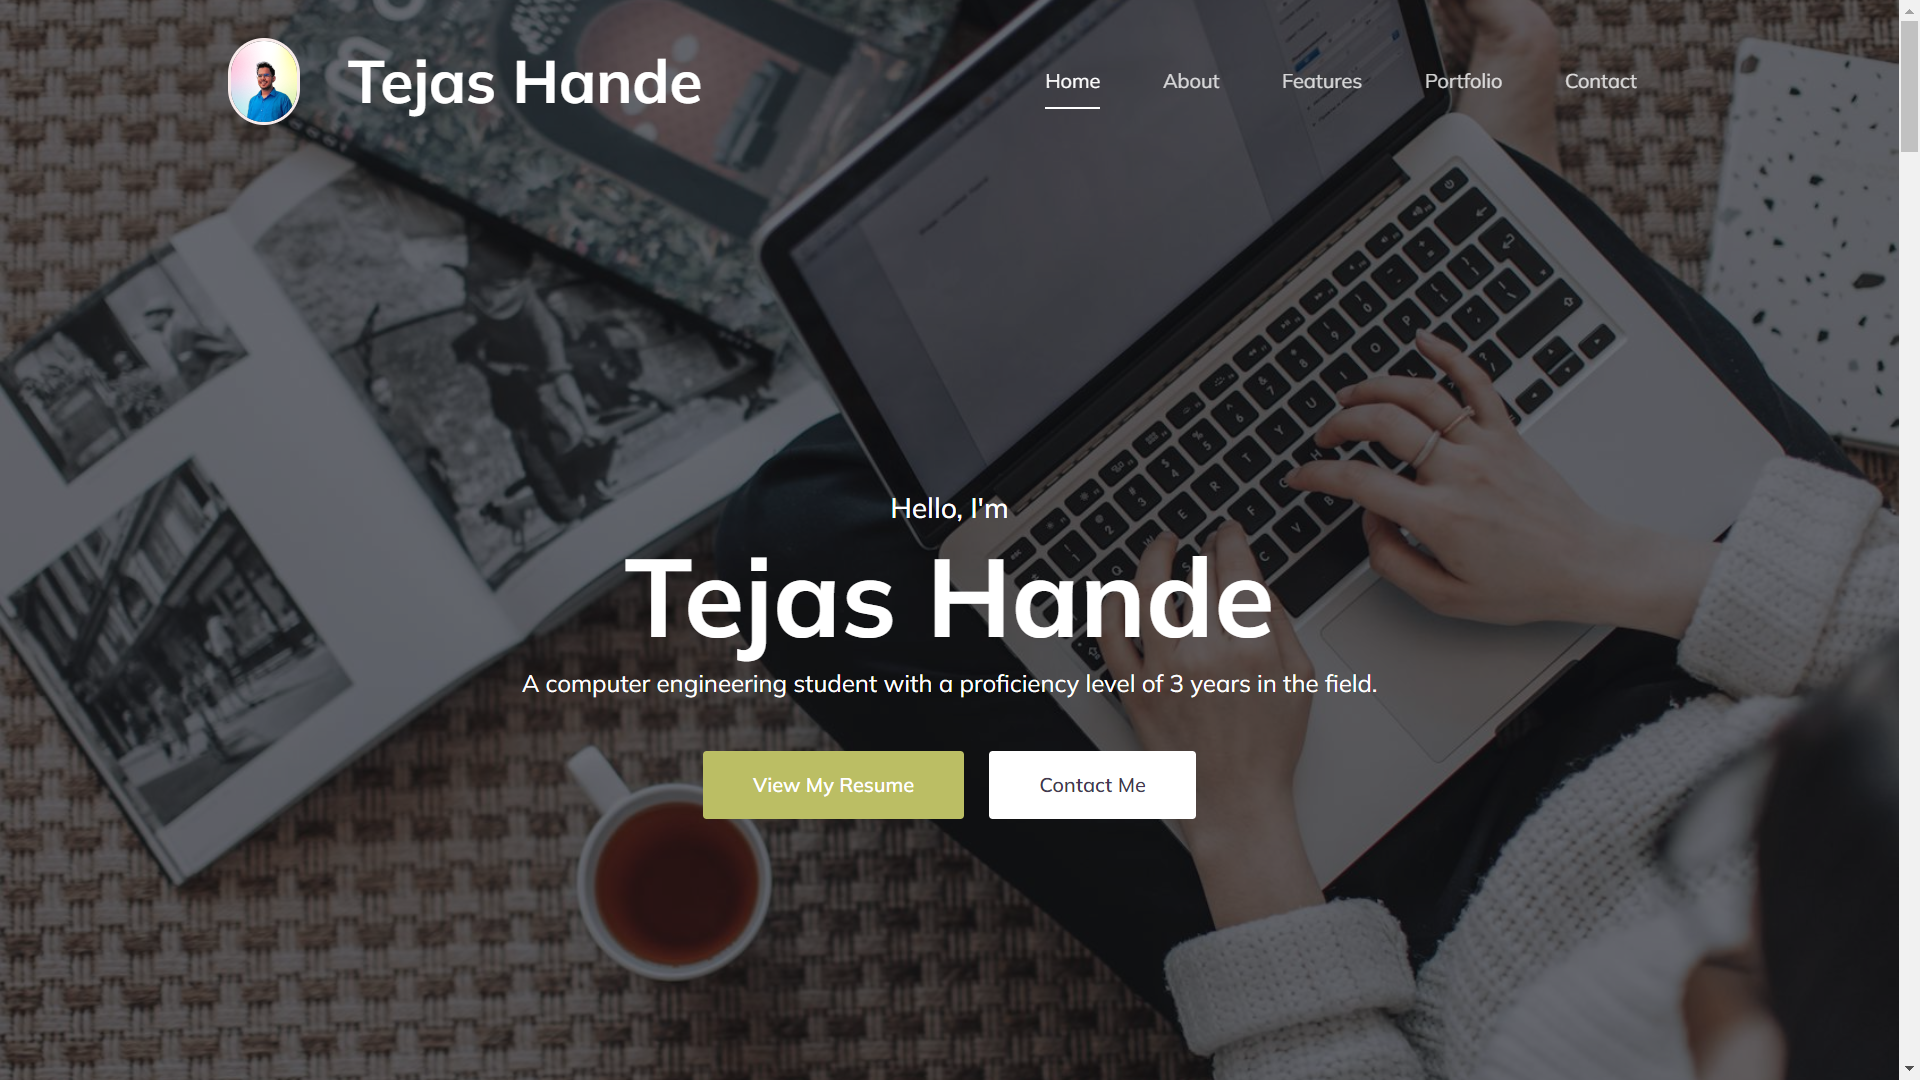 Tejas Hande
Home About Features Portfolio Contact
Hello, I'm
Tejas Hande
A computer engineering student with a proficiency level of 3 years in the field.
View My Resume Contact Me